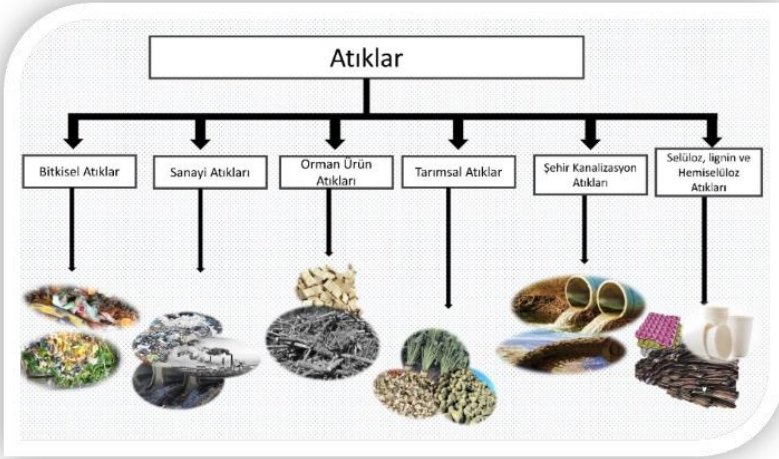 Atıklar
Bitkisel Atıklar
Sanayi Atıkları
Orman Ürün
Atıkları
Tarımsal Atıklar
Şehir Kanalizasyon
Atıkları
Selüloz, lignin ve
Hemiselüloz
Atıkları